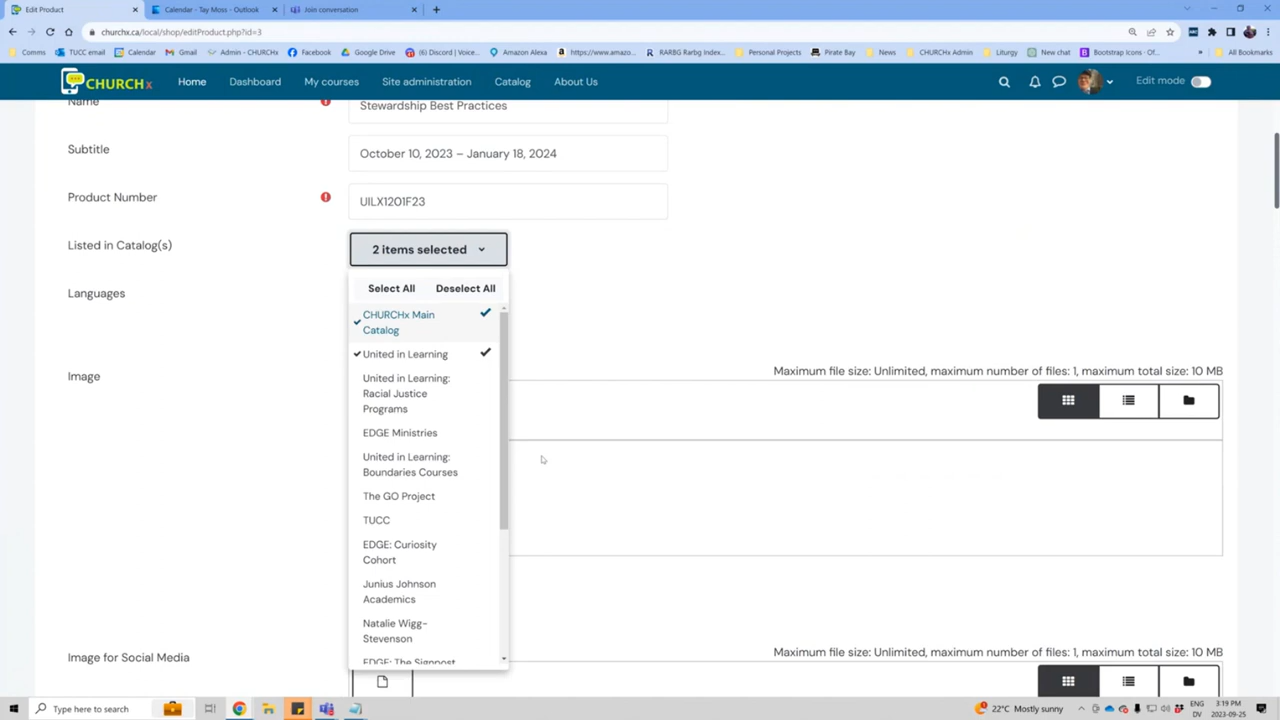 Edit Product
Calendar - Tay Moss - Outlook
Join conversation
churchx.ca/local/shop/editProduct.php?id=3
Comms TUCC email Calendar Gmail Admin - CHURCHx Facebook Google Drive (6) Discord | Voice... Amazon Alexa https://www.amazo... RARBG Rarbg Index... Personal Projects Pirate Bay News CHURCHx Admin Liturgy New chat Bootstrap Icons · Of... » All Bookmarks
CHURCHx Home Dashboard My courses Site administration Catalog About Us Edit mode
Name Stewardship Best Practices
Subtitle October 10, 2023 – January 18, 2024
Product Number UILX1201F23
Listed in Catalog(s) 2 items selected
Select All Deselect All
Languages
CHURCHx Main
Catalog
United in Learning
United in Learning:
Racial Justice
Programs
EDGE Ministries
United in Learning:
Boundaries Courses
The GO Project
TUCC
EDGE: Curiosity
Cohort
Junius Johnson
Academics
Natalie Wigg-
Stevenson
EDGE: The Signpost
Image Maximum file size: Unlimited, maximum number of files: 1, maximum total size: 10 MB
Image for Social Media Maximum file size: Unlimited, maximum number of files: 1, maximum total size: 10 MB
Type here to search 22°C Mostly sunny ENG 3:19 PM
DV 2023-09-25